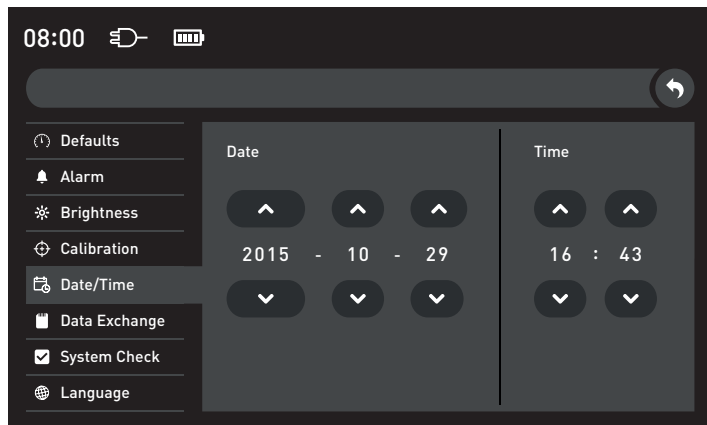 08:00
Defaults
Alarm
Brightness
Calibration
Date/Time
Data Exchange
System Check
Language
Date
2015 - 10 - 29
Time
16 : 43